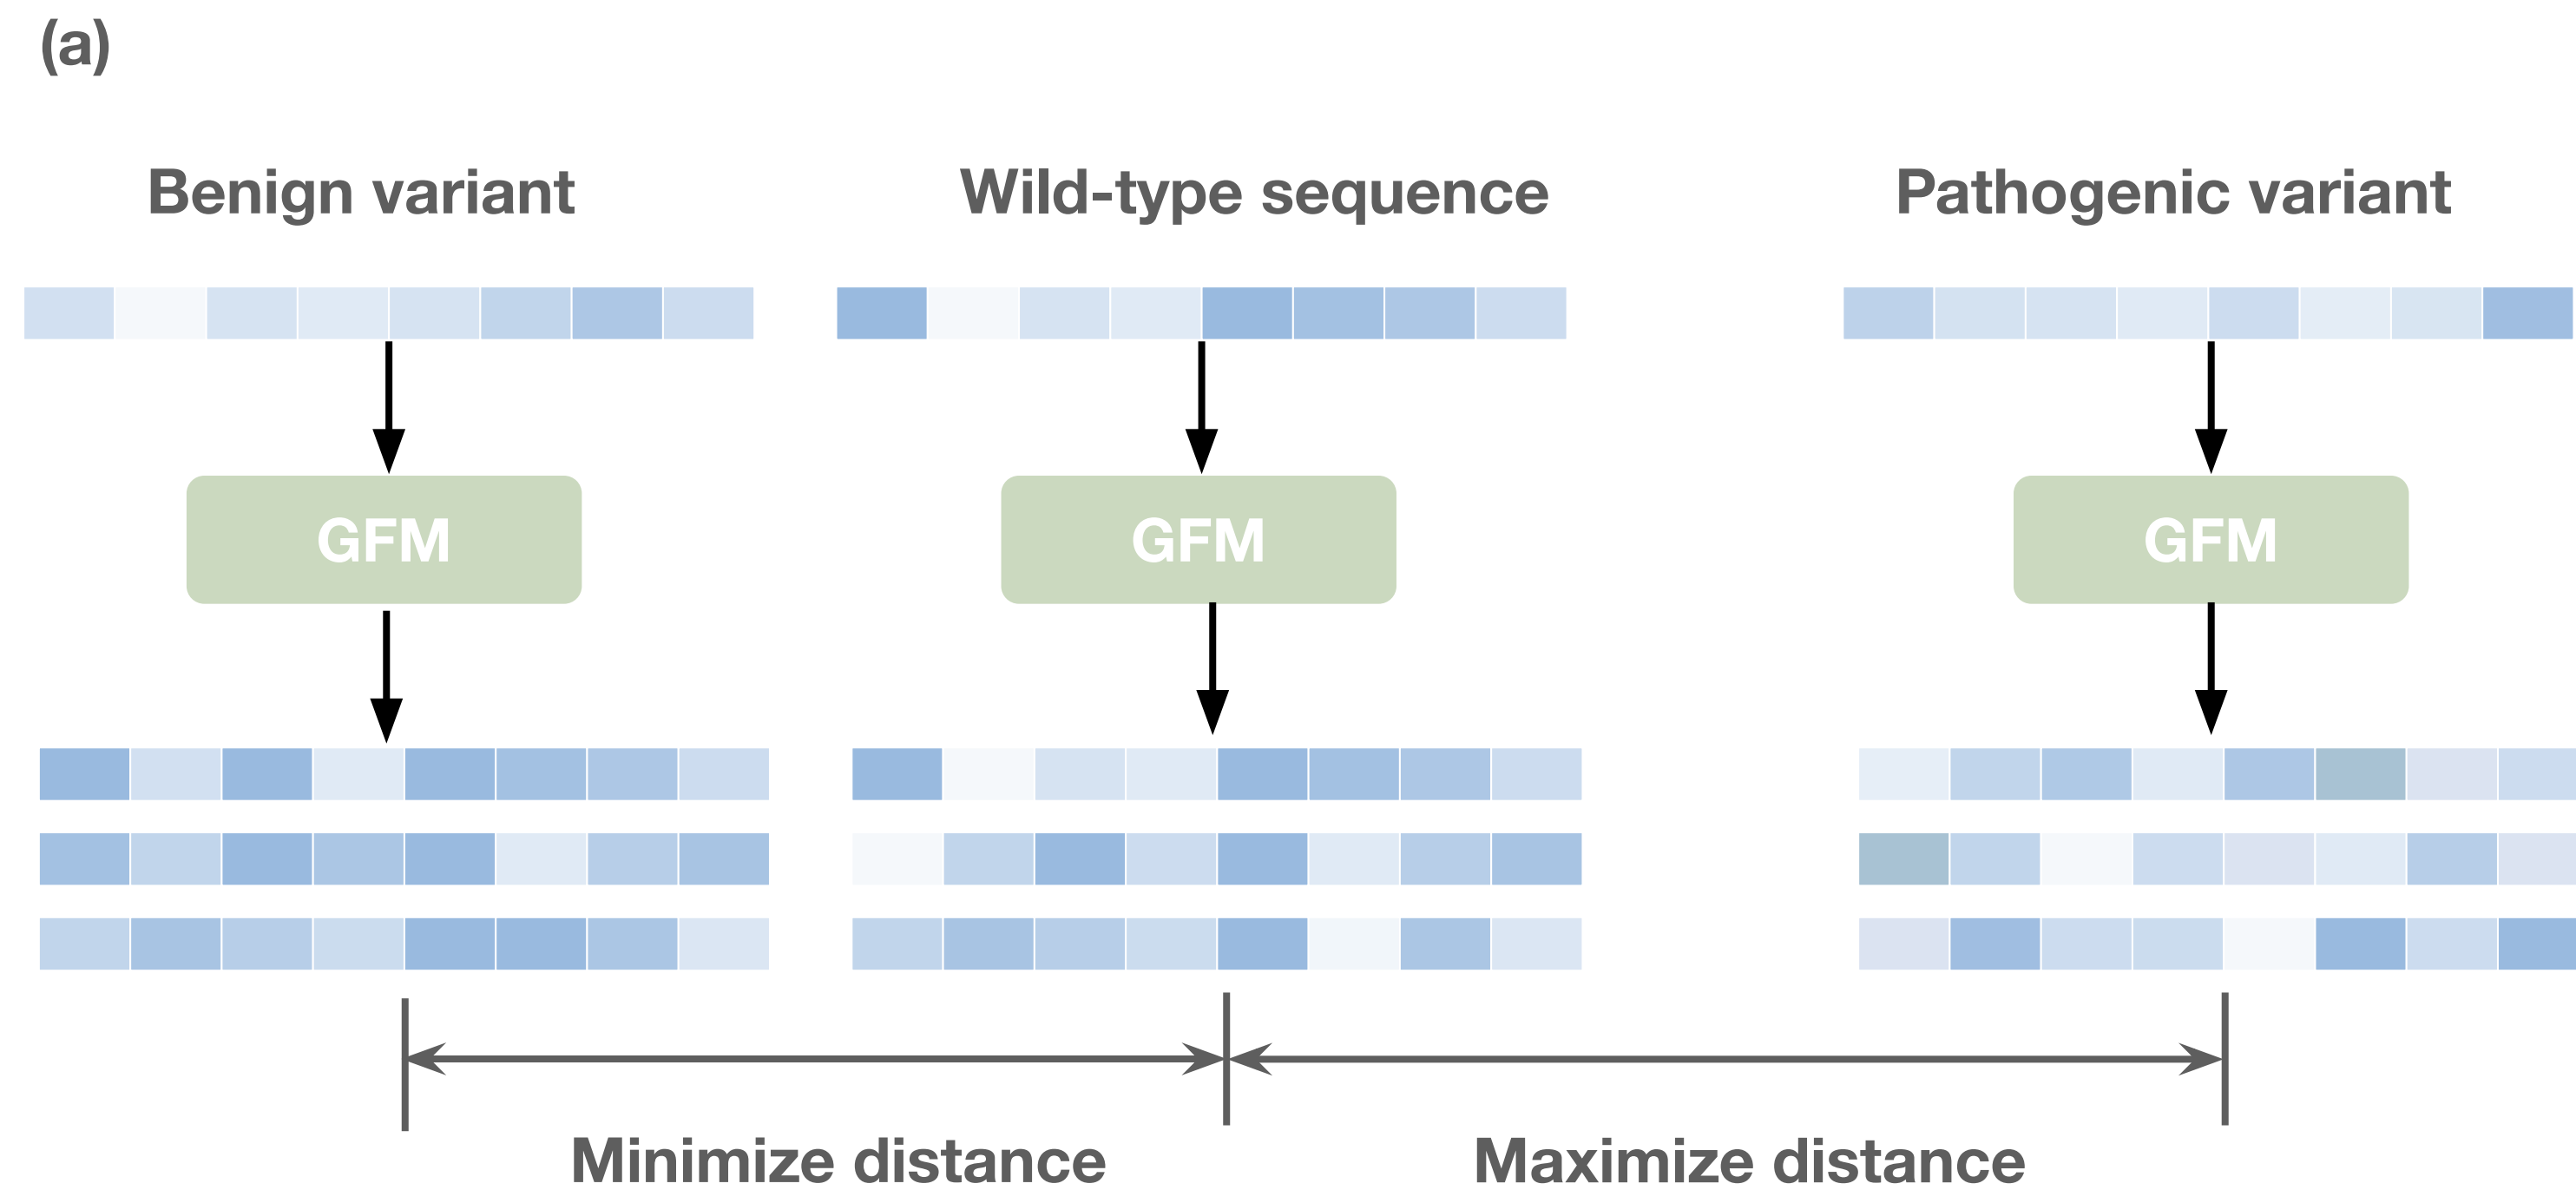 (a)
Benign variant
Wild-type sequence
Pathogenic variant
GFM
GFM
GFM
Minimize distance
Maximize distance